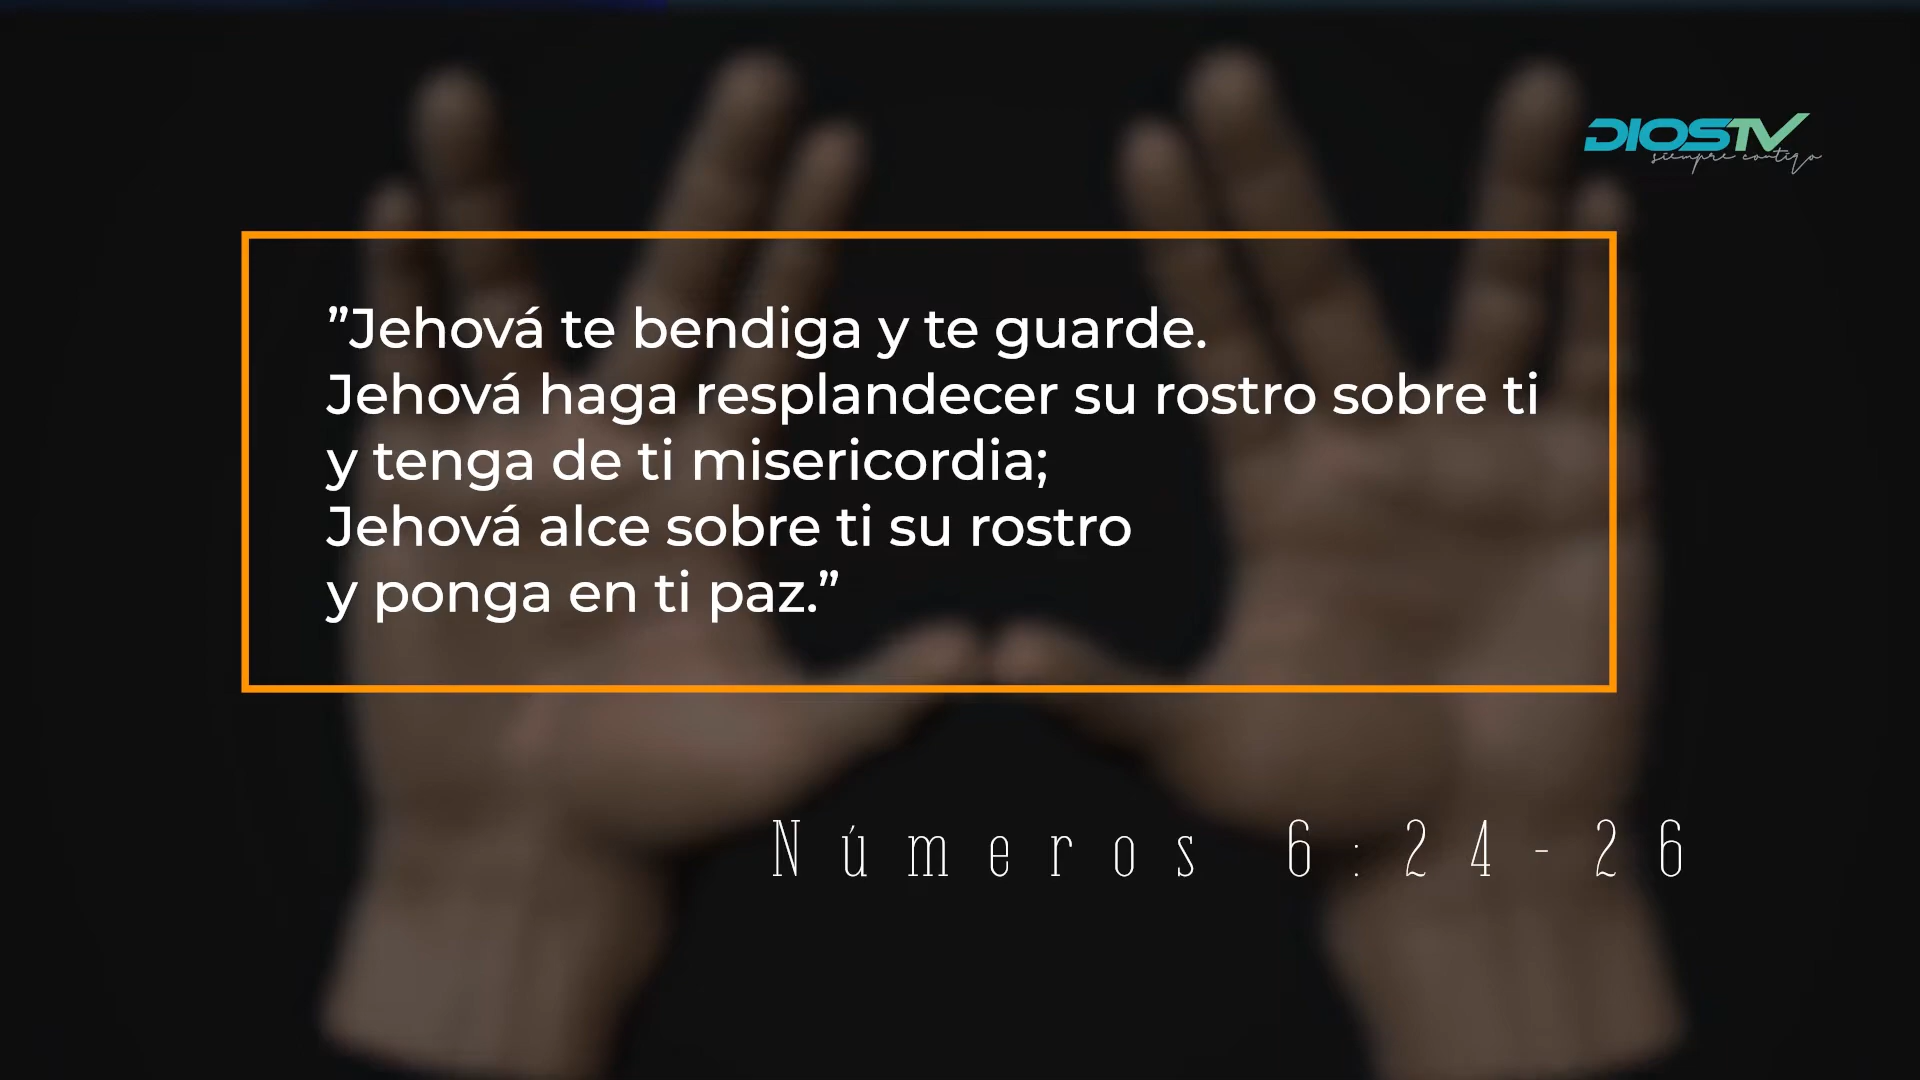 DIOSTV
siempre contigo
”Jehová te bendiga y te guarde.
Jehová haga resplandecer su rostro sobre ti
y tenga de ti misericordia;
Jehová alce sobre ti su rostro
y ponga en ti paz.”
Números 6:24-26